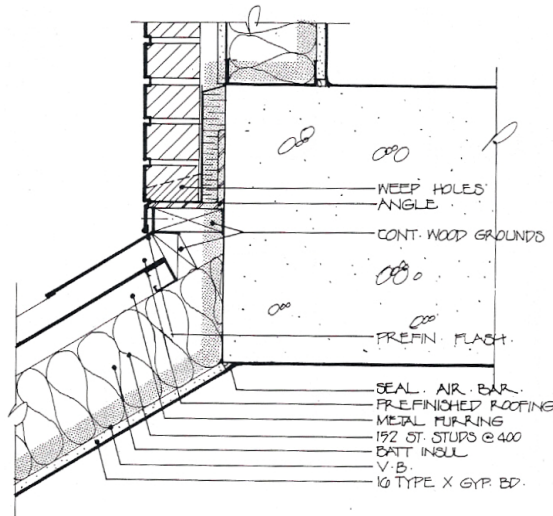 WEEP HOLES
ANGLE
CONT. WOOD GROUNDS
PREFIN FLASH.
SEAL. AIR BAR.
PREFINISHED ROOFING
METAL FURRING
152 ST. STUDS @ 400
BATT INSUL
V.B.
16 TYPE X GYP. BD.